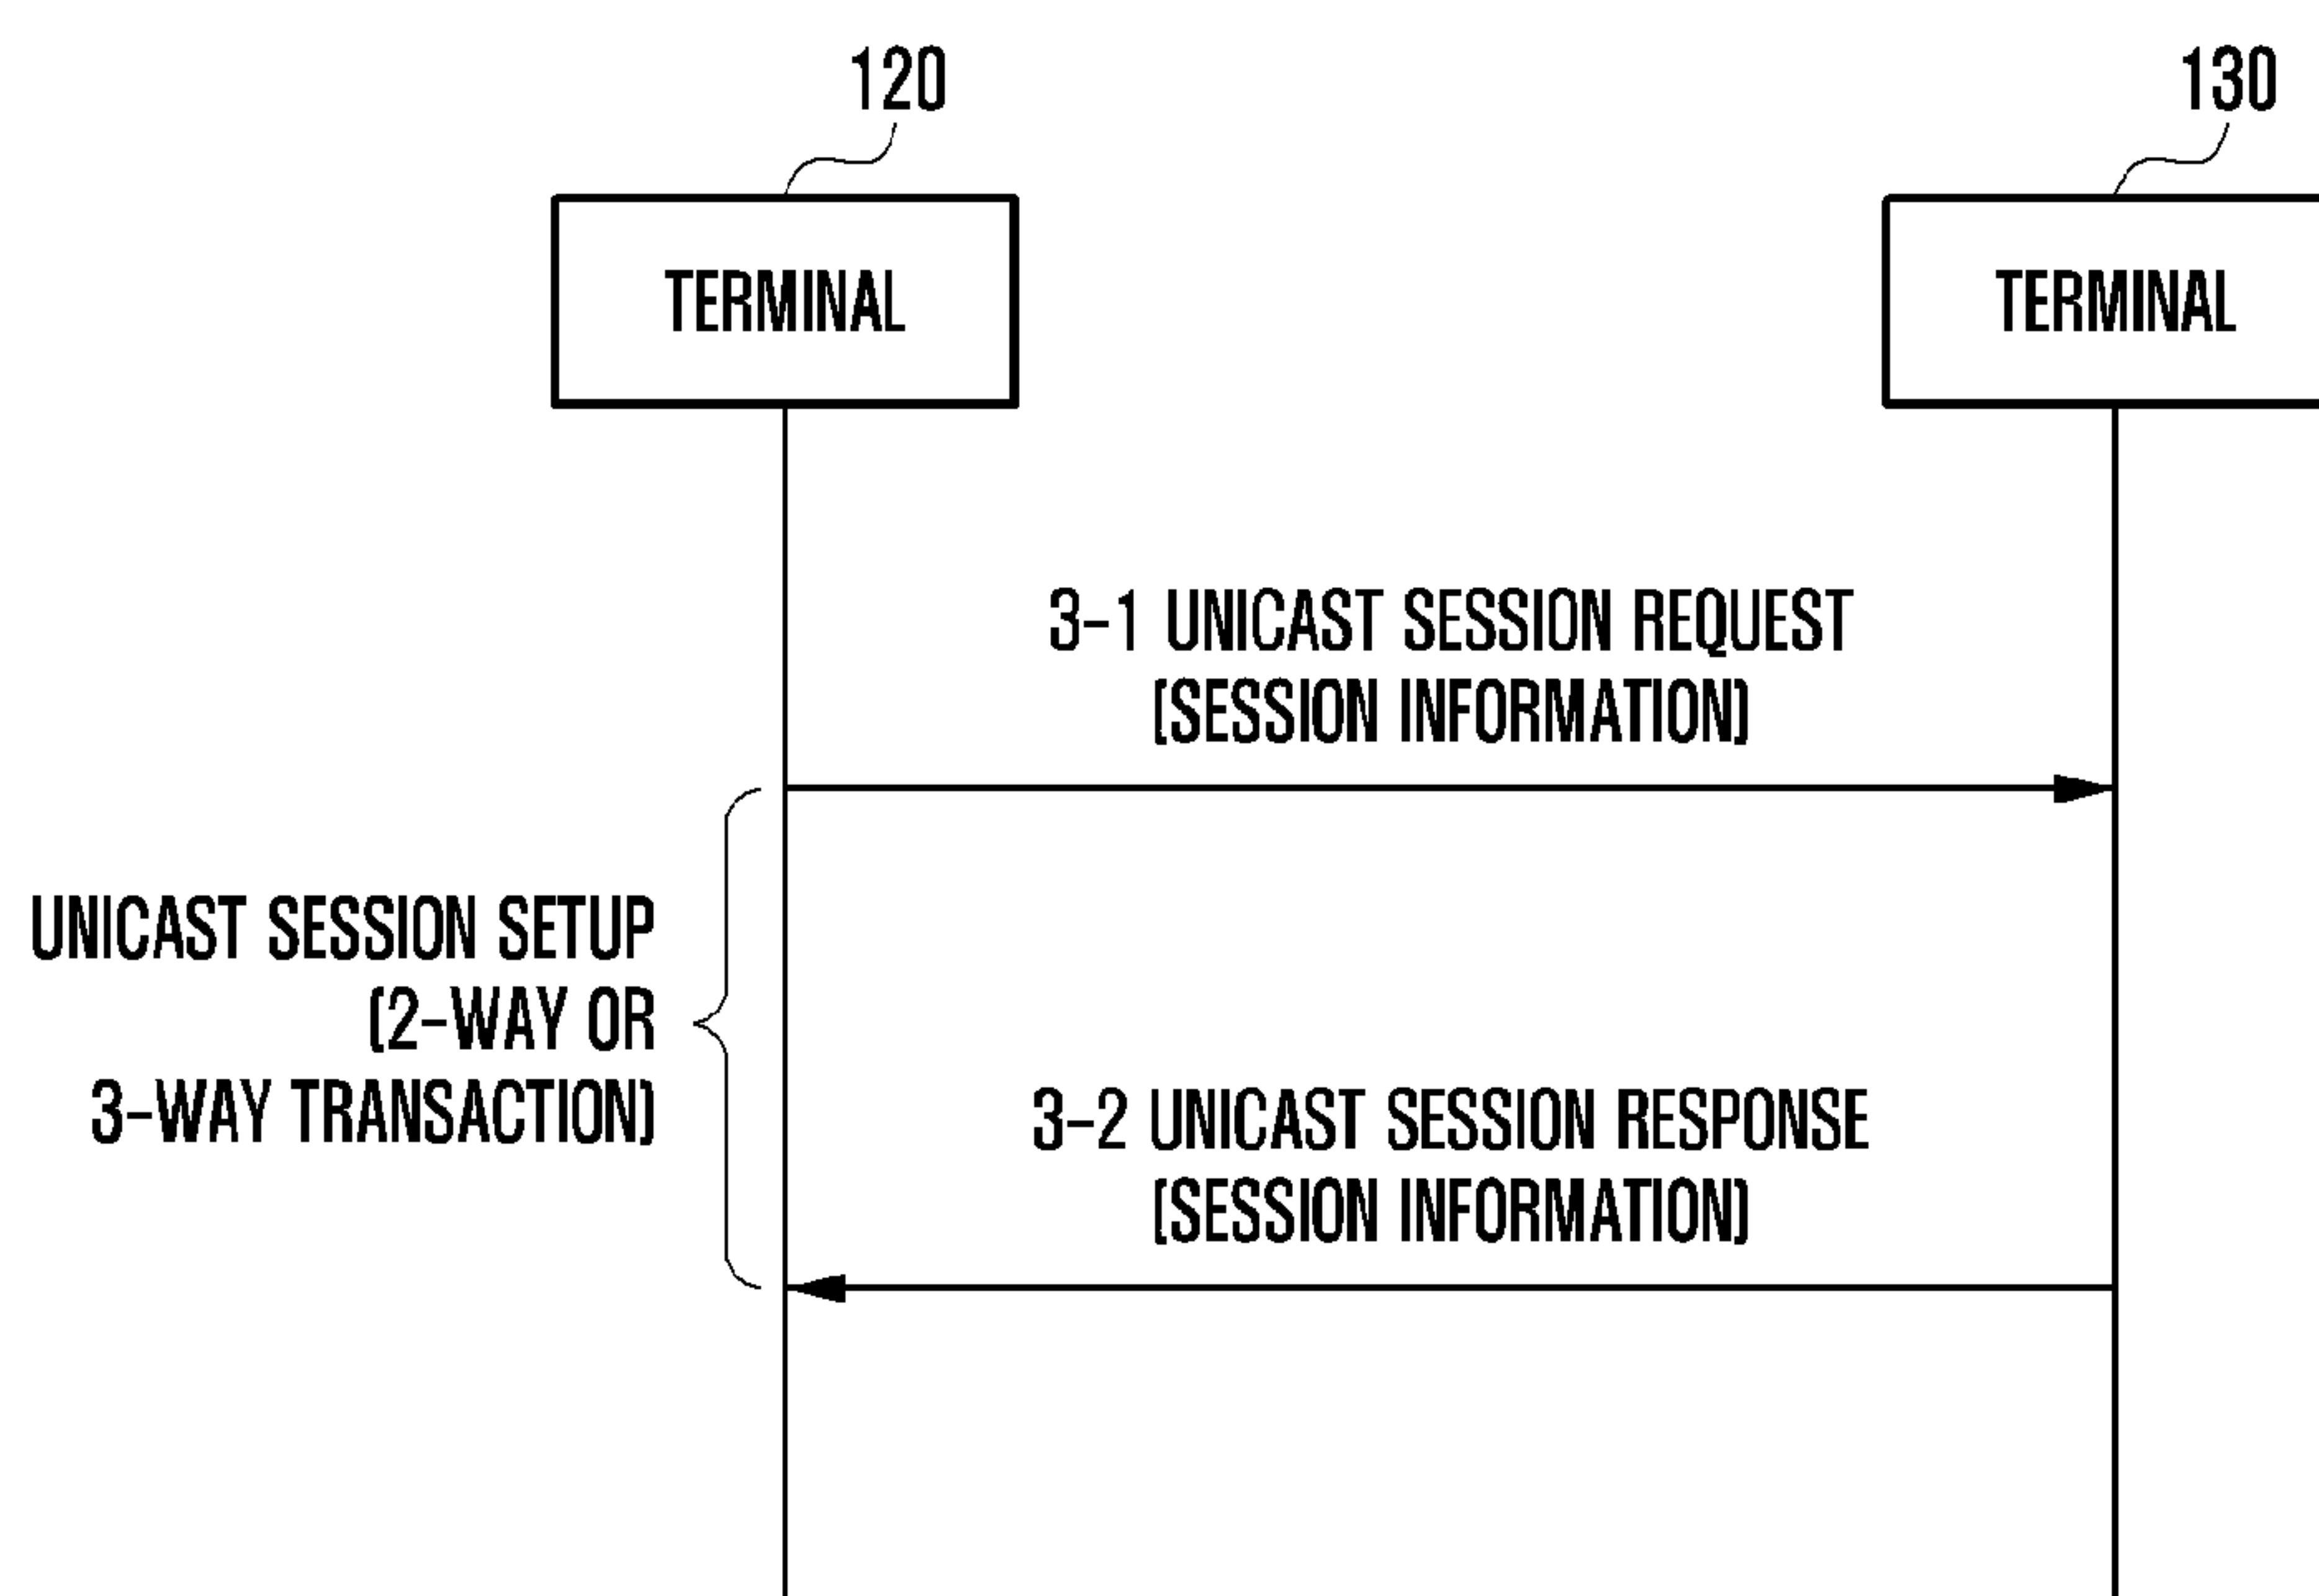 120
130
TERMINAL
TERMINAL
3-1 UNICAST SESSION REQUEST
(SESSION INFORMATION)
UNICAST SESSION SETUP
(2-WAY OR
3-WAY TRANSACTION)
3-2 UNICAST SESSION RESPONSE
(SESSION INFORMATION)